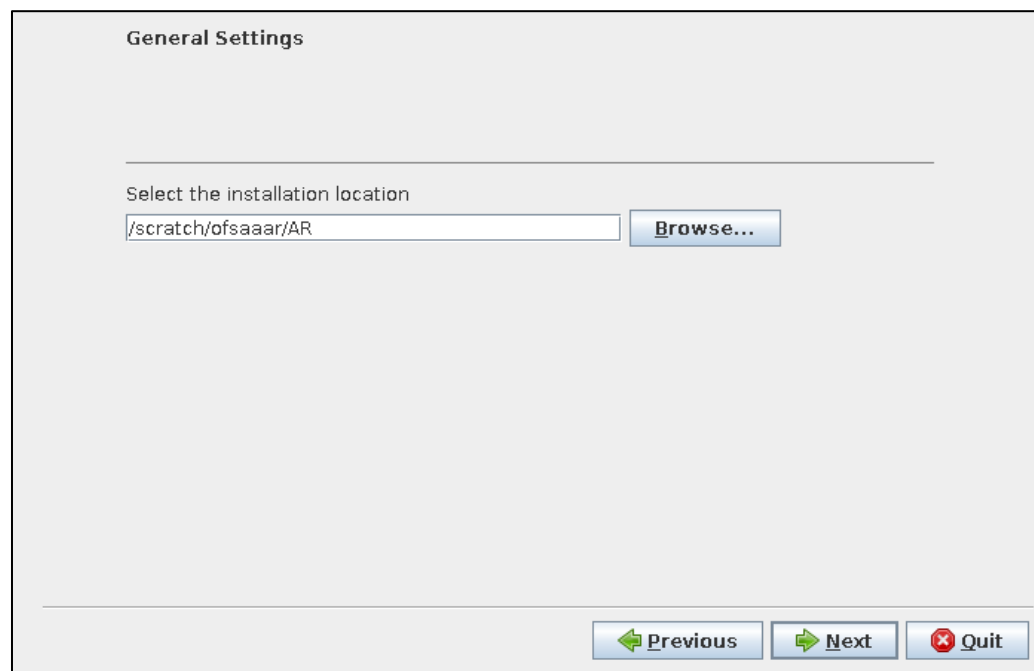 General Settings
Select the installation location
/scratch/ofsaaar/AR
Browse...
Previous
Next
Quit